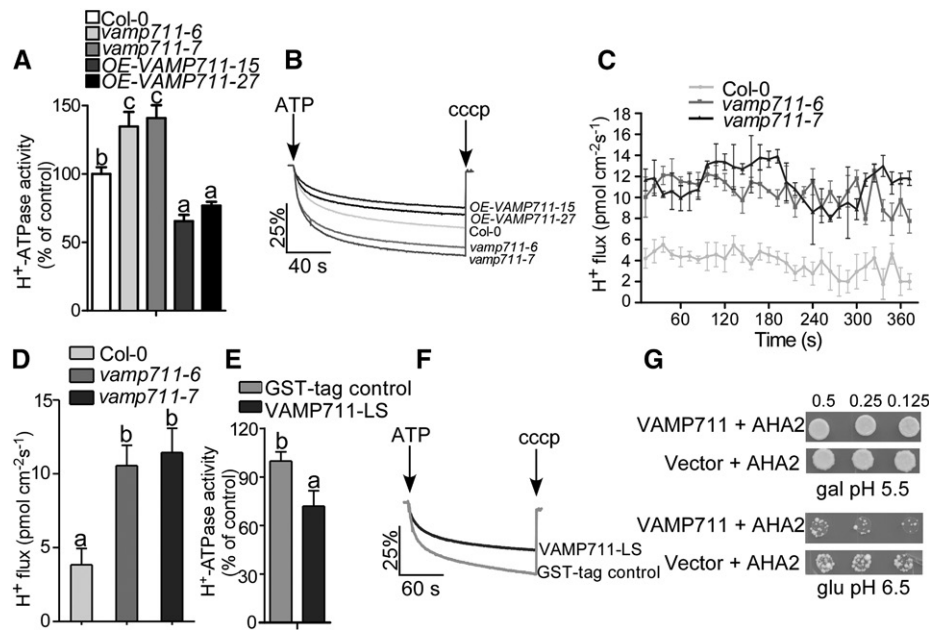 A
Col-0
vamp711-6
vamp711-7
OE-VAMP711-15
OE-VAMP711-27
H+-ATPase activity
(% of control)
150
100
50
0
b
c
c
a
a
B
ATP
cccp
25%
40 s
OE-VAMP711-15
OE-VAMP711-27
Col-0
vamp711-6
vamp711-7
C
Col-0
vamp711-6
vamp711-7
H+ flux (pmol cm-2s-1)
16
14
12
10
8
6
4
2
0
60 120 180 240 300 360
Time (s)
D
Col-0
vamp711-6
vamp711-7
H+ flux (pmol cm-2s-1)
15
10
5
0
a
b
b
E
GST-tag control
VAMP711-LS
H+-ATPase activity
(% of control)
120
90
60
30
0
b
a
F
ATP
cccp
25%
60 s
VAMP711-LS
GST-tag control
G
0.5 0.25 0.125
VAMP711 + AHA2
Vector + AHA2
gal pH 5.5
VAMP711 + AHA2
Vector + AHA2
glu pH 6.5